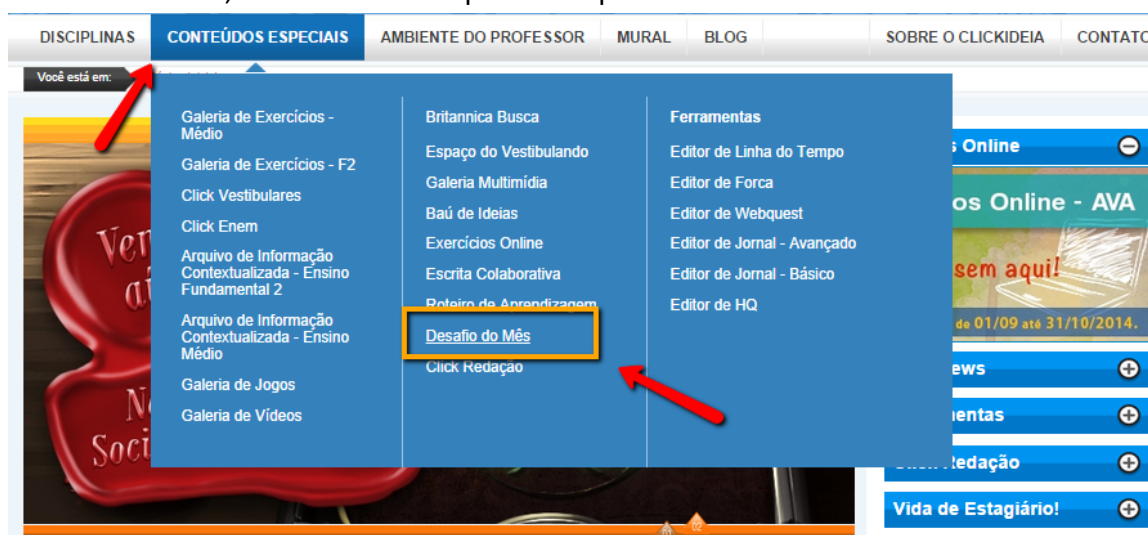 DISCIPLINAS CONTEÚDOS ESPECIAIS AMBIENTE DO PROFESSOR MURAL BLOG SOBRE O CLICKIDEIA CONTATO
Você está em:
Galeria de Exercícios -
Médio
Galeria de Exercícios - F2
Click Vestibulares
Click Enem
Arquivo de Informação
Contextualizada - Ensino
Fundamental 2
Arquivo de Informação
Contextualizada - Ensino
Médio
Galeria de Jogos
Galeria de Vídeos
Britannica Busca
Espaço do Vestibulando
Galeria Multimídia
Baú de Ideias
Exercícios Online
Escrita Colaborativa
Roteiro de Aprendizagem
Desafio do Mês
Click Redação
Ferramentas
Editor de Linha do Tempo
Editor de Forca
Editor de Webquest
Editor de Jornal - Avançado
Editor de Jornal - Básico
Editor de HQ
Online
os Online - AVA
sem aqui!
de 01/09 até 31/10/2014.
ews
entas
Redação
Vida de Estagiário!